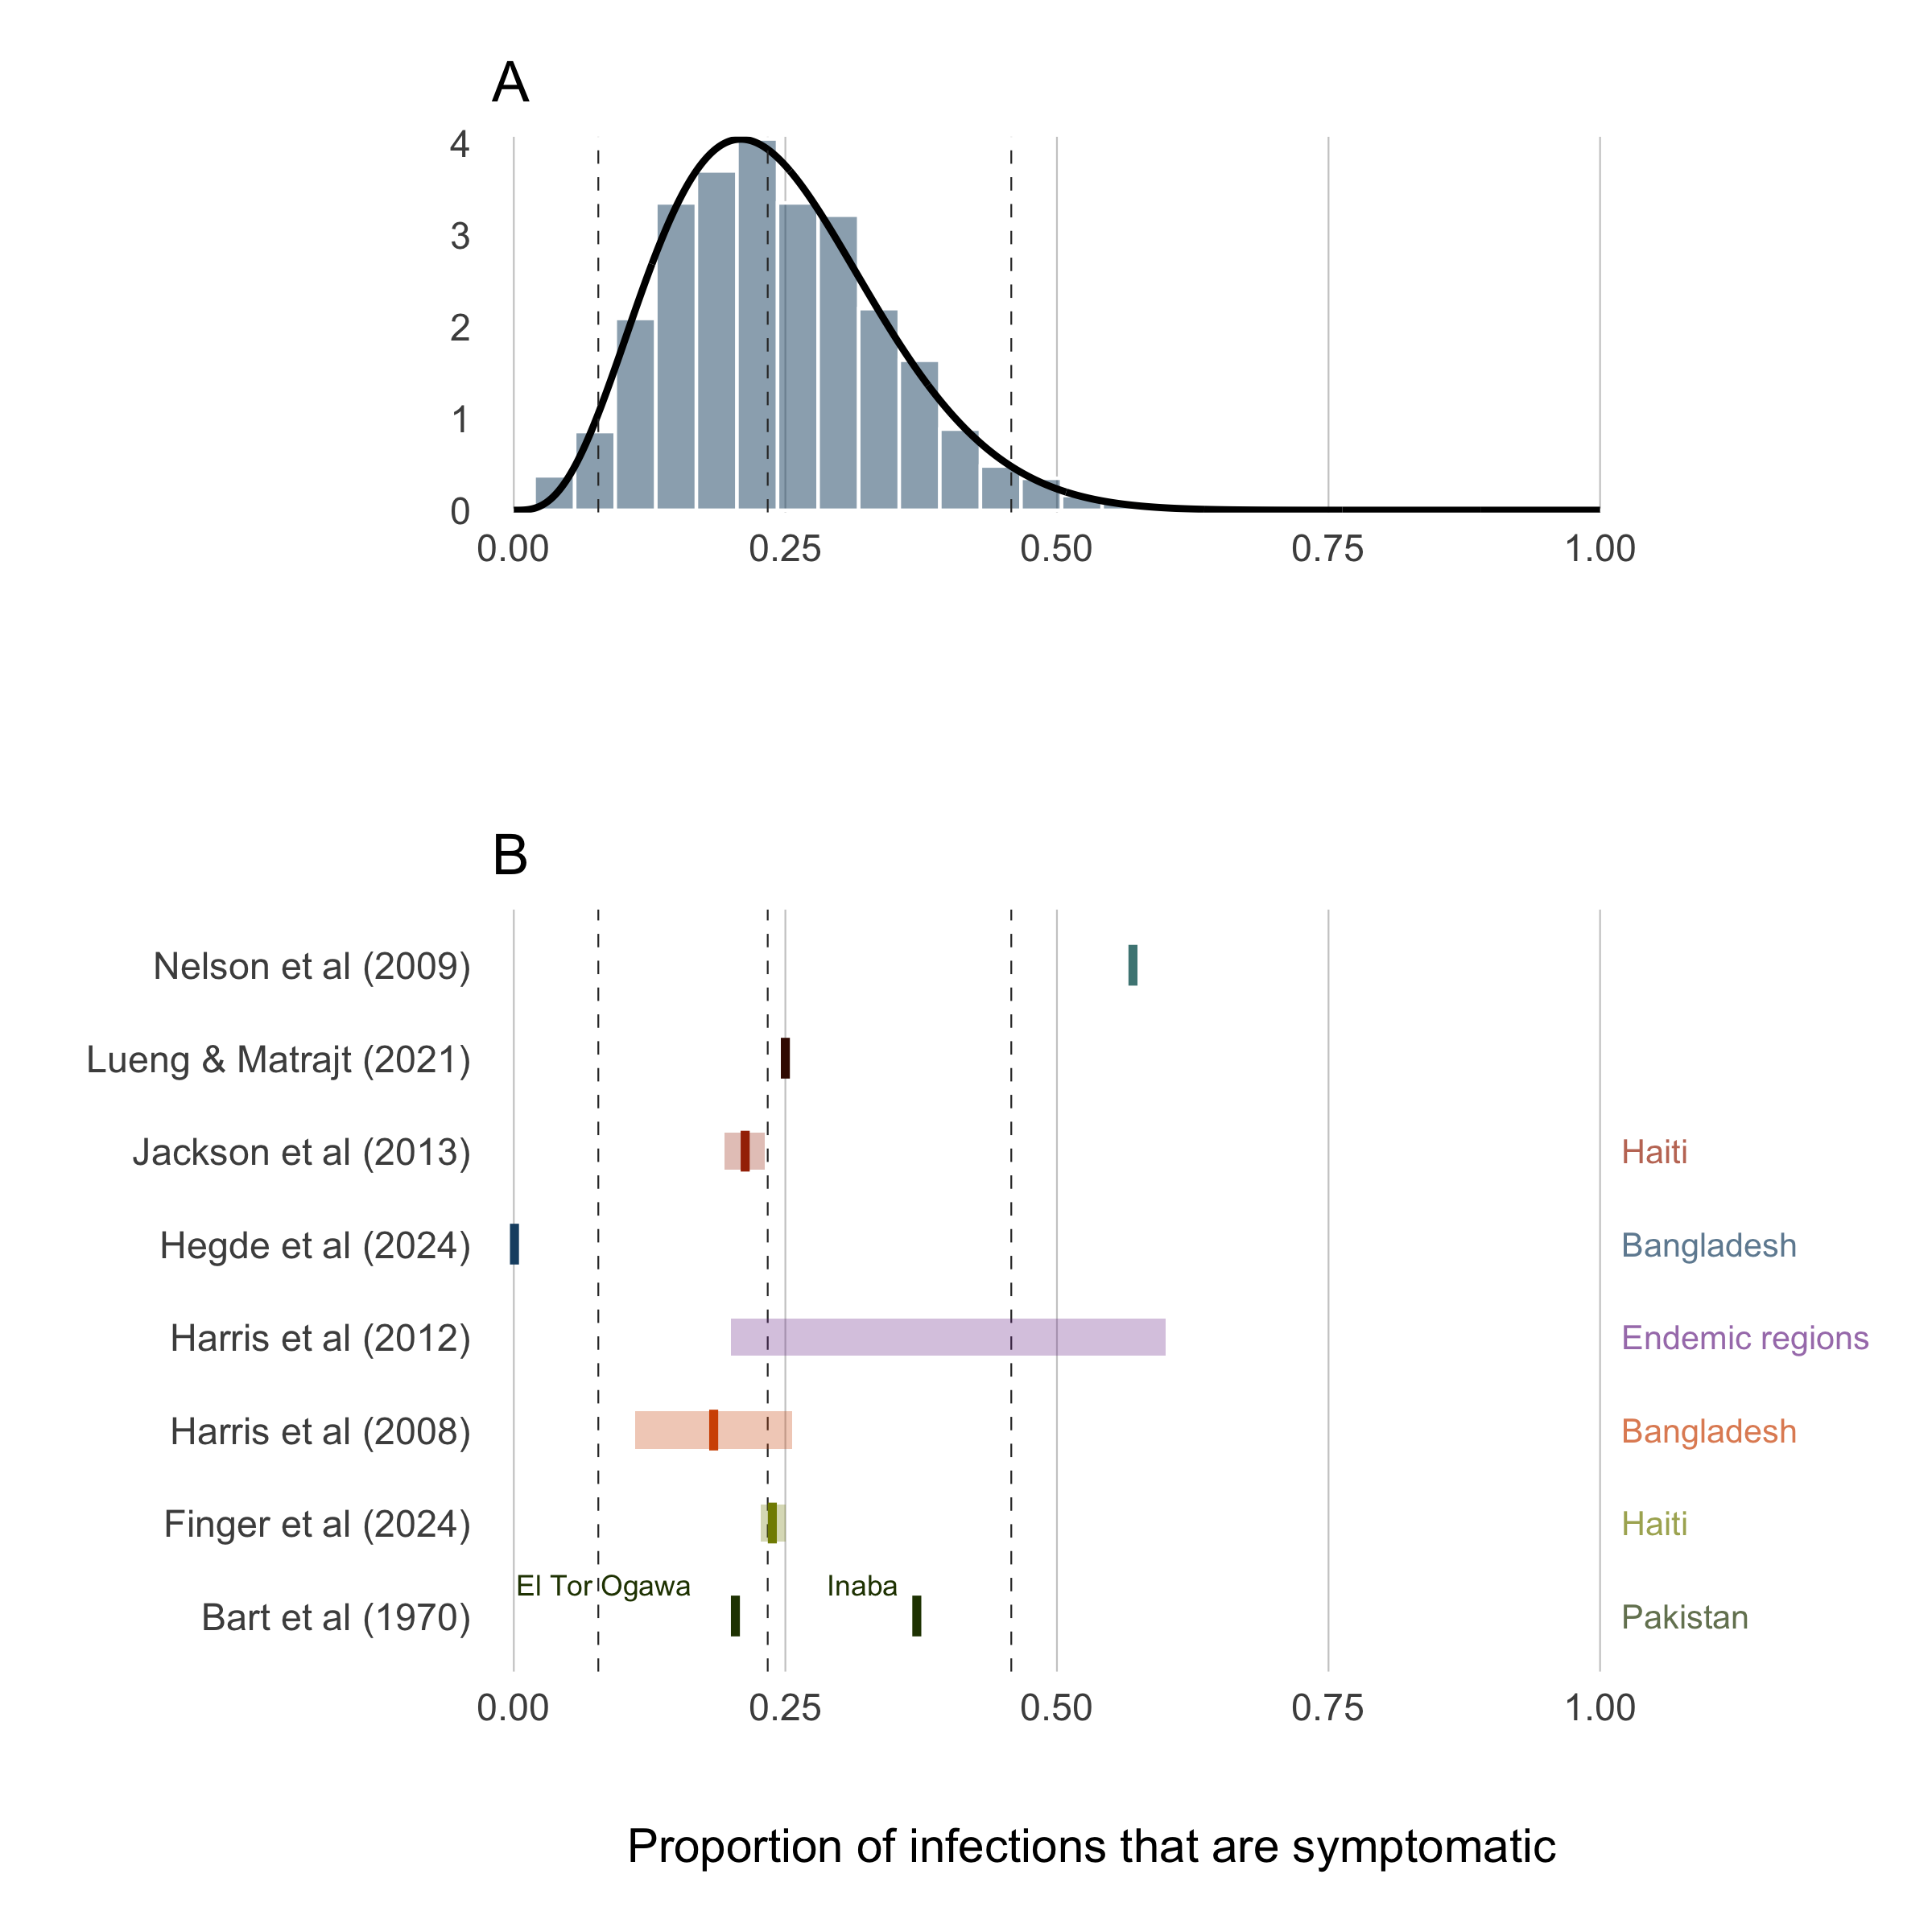 A
4
3
2
1
0
0.00 0.25 0.50 0.75 1.00
B
Nelson et al (2009)
Lueng & Matrajt (2021)
Jackson et al (2013) Haiti
Hegde et al (2024) Bangladesh
Harris et al (2012) Endemic regions
Harris et al (2008) Bangladesh
Finger et al (2024) Haiti
El Tor Ogawa Inaba
Bart et al (1970) Pakistan
0.00 0.25 0.50 0.75 1.00
Proportion of infections that are symptomatic